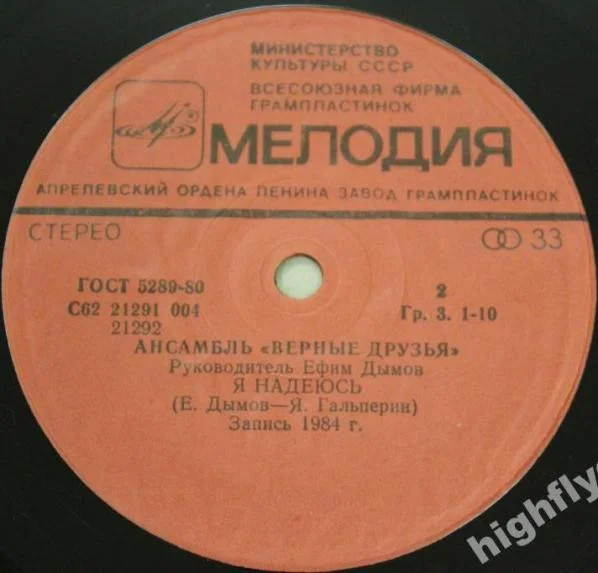 МИНИСТЕРСТВО
КУЛЬТУРЫ СССР
ВСЕСОЮЗНАЯ ФИРМА
ГРАМПЛАСТИНОК
МЕЛОДИЯ
АПРЕЛЕВСКИЙ ОРДЕНА ЛЕНИНА ЗАВОД ГРАМПЛАСТИНОК
СТЕРЕО
33
ГОСТ 5289-80
2
С62 21291 004
Гр. 3. 1-10
21292
АНСАМБЛЬ «ВЕРНЫЕ ДРУЗЬЯ»
Руководитель Ефим Дымов
Я НАДЕЮСЬ
(Е. Дымов—Я. Гальперин)
Запись 1984 г.